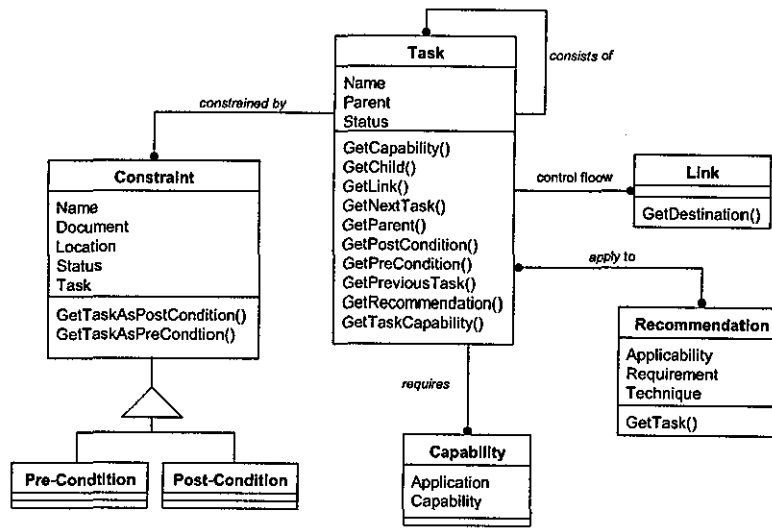 Task
consists of
Name
Parent
Status
constrained by
GetCapability()
GetChild()
GetLink()
GetNextTask()
GetParent()
GetPostCondition()
GetPreCondition()
GetPreviousTask()
GetRecommendation()
GetTaskCapability()
Constraint
Name
Document
Location
Status
Task
GetTaskAsPostCondition()
GetTaskAsPreCondtion()
control floow
Link
GetDestination()
apply to
Recommendation
Applicability
Requirement
Technique
GetTask()
requires
Capability
Application
Capability
Pre-Condtition
Post-Condition